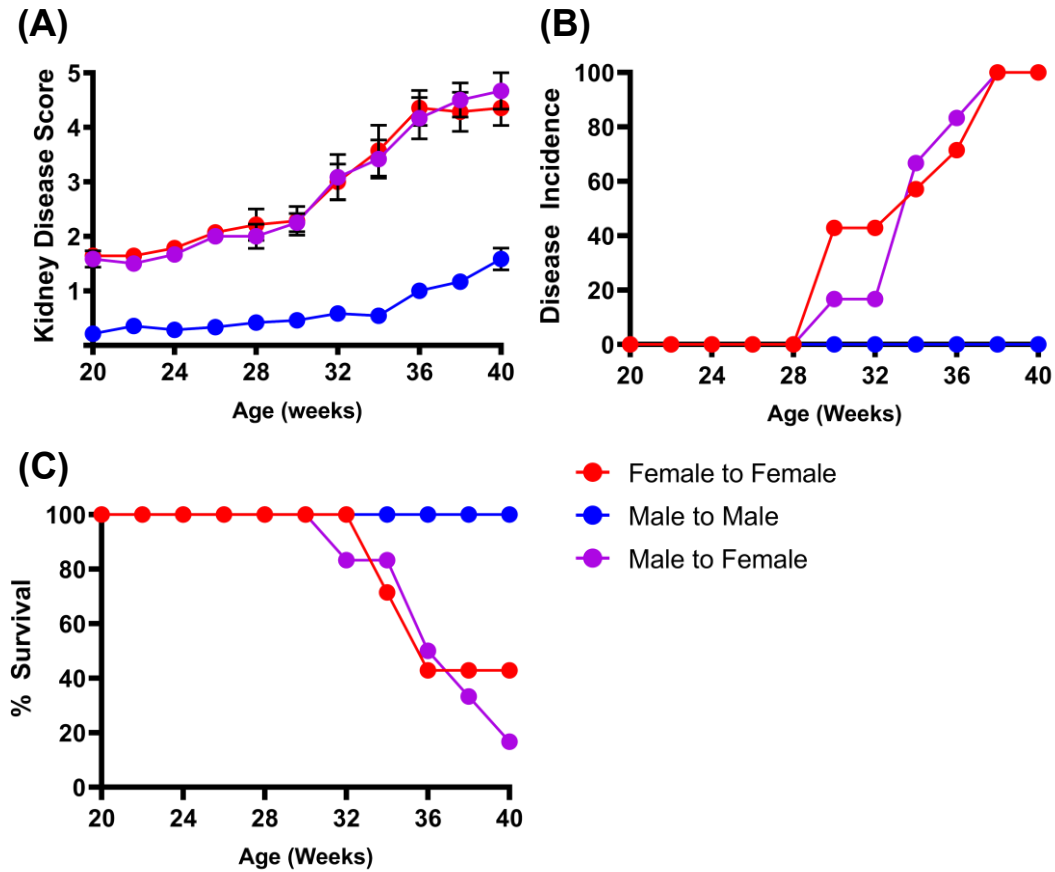 (A)
Kidney Disease Score
5
4
3
2
1
20 24 28 32 36 40
Age (weeks)
(B)
Disease Incidence
100
80
60
40
20
0
20 24 28 32 36 40
Age (Weeks)
(C)
% Survival
100
80
60
40
20
0
20 24 28 32 36 40
Age (Weeks)
Female to Female
Male to Male
Male to Female